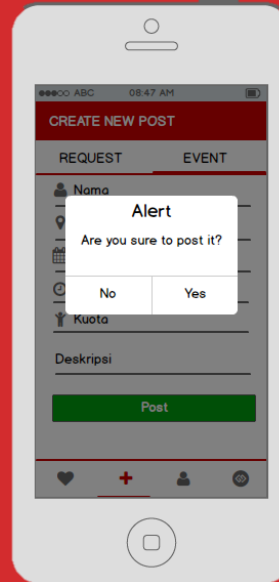 ABC 08:47 AM
CREATE NEW POST
REQUEST EVENT
Nama
Alert
Are you sure to post it?
No Yes
Kuota
Deskripsi
Post